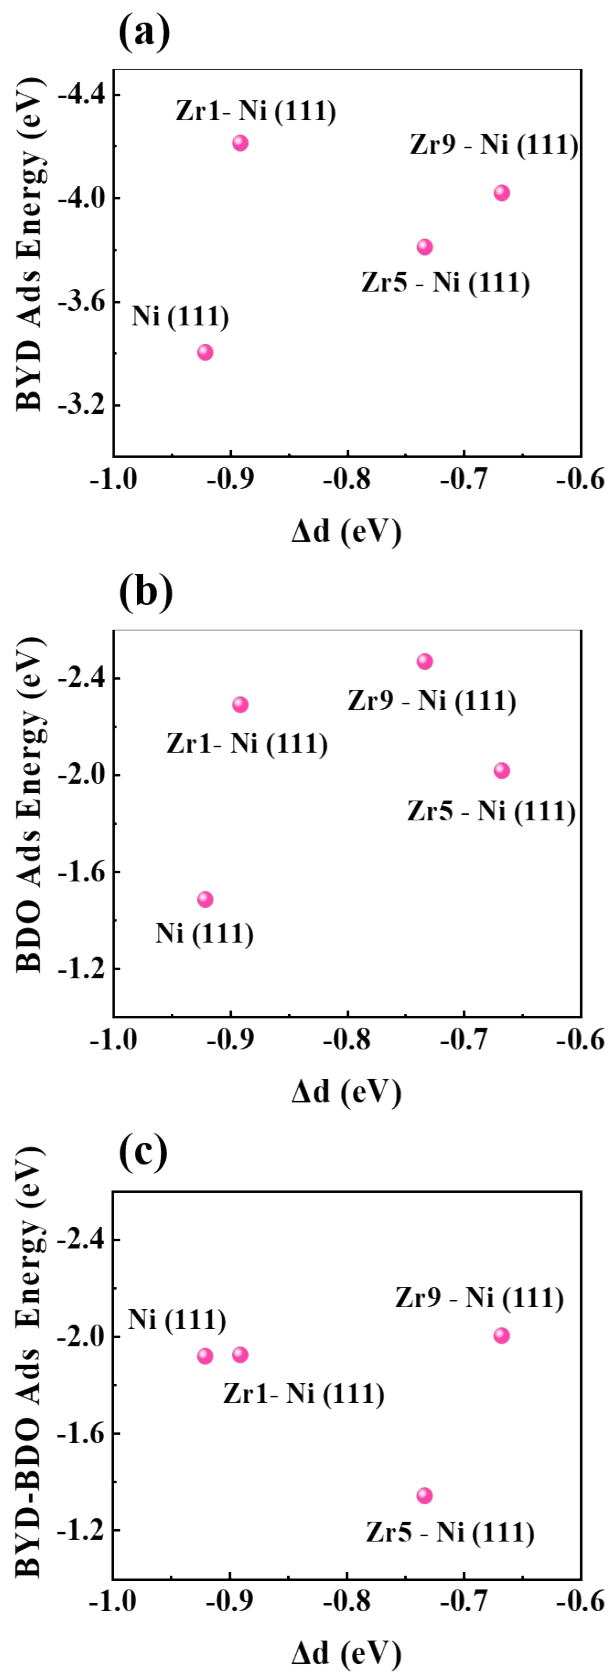 (a)
BYD Ads Energy (eV)
-4.4
-4.0
-3.6
-3.2
Zr1- Ni (111)
Zr9 - Ni (111)
Zr5 - Ni (111)
Ni (111)
-1.0 -0.9 -0.8 -0.7 -0.6
Δd (eV)
(b)
BDO Ads Energy (eV)
-2.4
-2.0
-1.6
-1.2
Zr9 - Ni (111)
Zr1- Ni (111)
Zr5 - Ni (111)
Ni (111)
-1.0 -0.9 -0.8 -0.7 -0.6
Δd (eV)
(c)
BYD-BDO Ads Energy (eV)
-2.4
-2.0
-1.6
-1.2
Zr9 - Ni (111)
Ni (111)
Zr1- Ni (111)
Zr5 - Ni (111)
-1.0 -0.9 -0.8 -0.7 -0.6
Δd (eV)